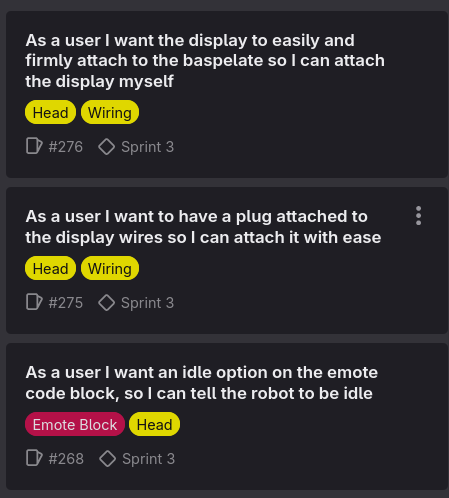 As a user I want the display to easily and
firmly attach to the baspelate so I can attach
the display myself
Head Wiring
#276 Sprint 3
As a user I want to have a plug attached to
the display wires so I can attach it with ease
Head Wiring
#275 Sprint 3
As a user I want an idle option on the emote
code block, so I can tell the robot to be idle
Emote Block Head
#268 Sprint 3